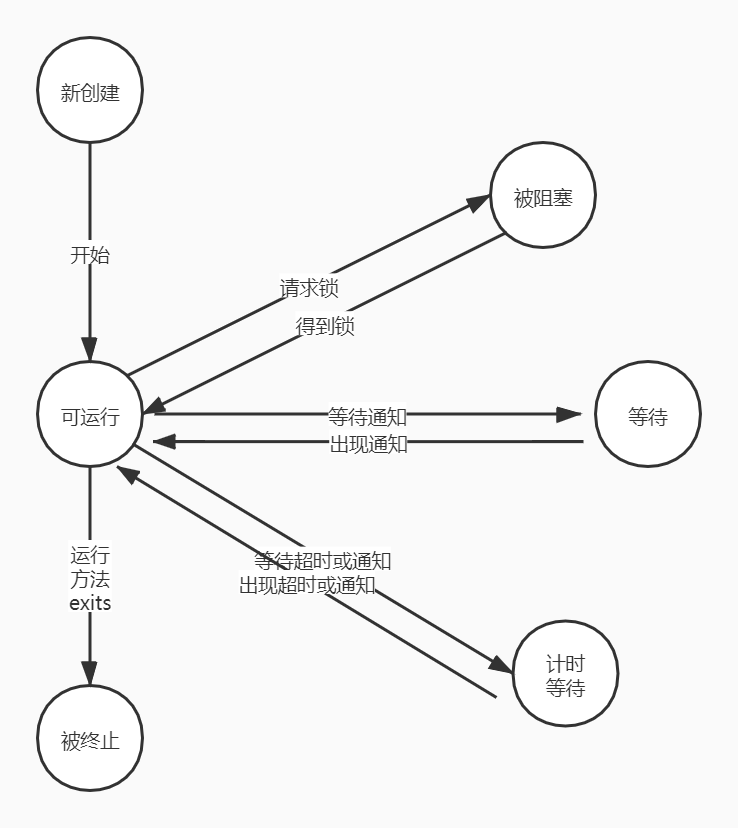 新创建
被阻塞
开始
请求锁
得到锁
可运行
等待通知
等待
出现通知
运行
方法
exits
等待超时或通知
出现超时或通知
计时
等待
被终止